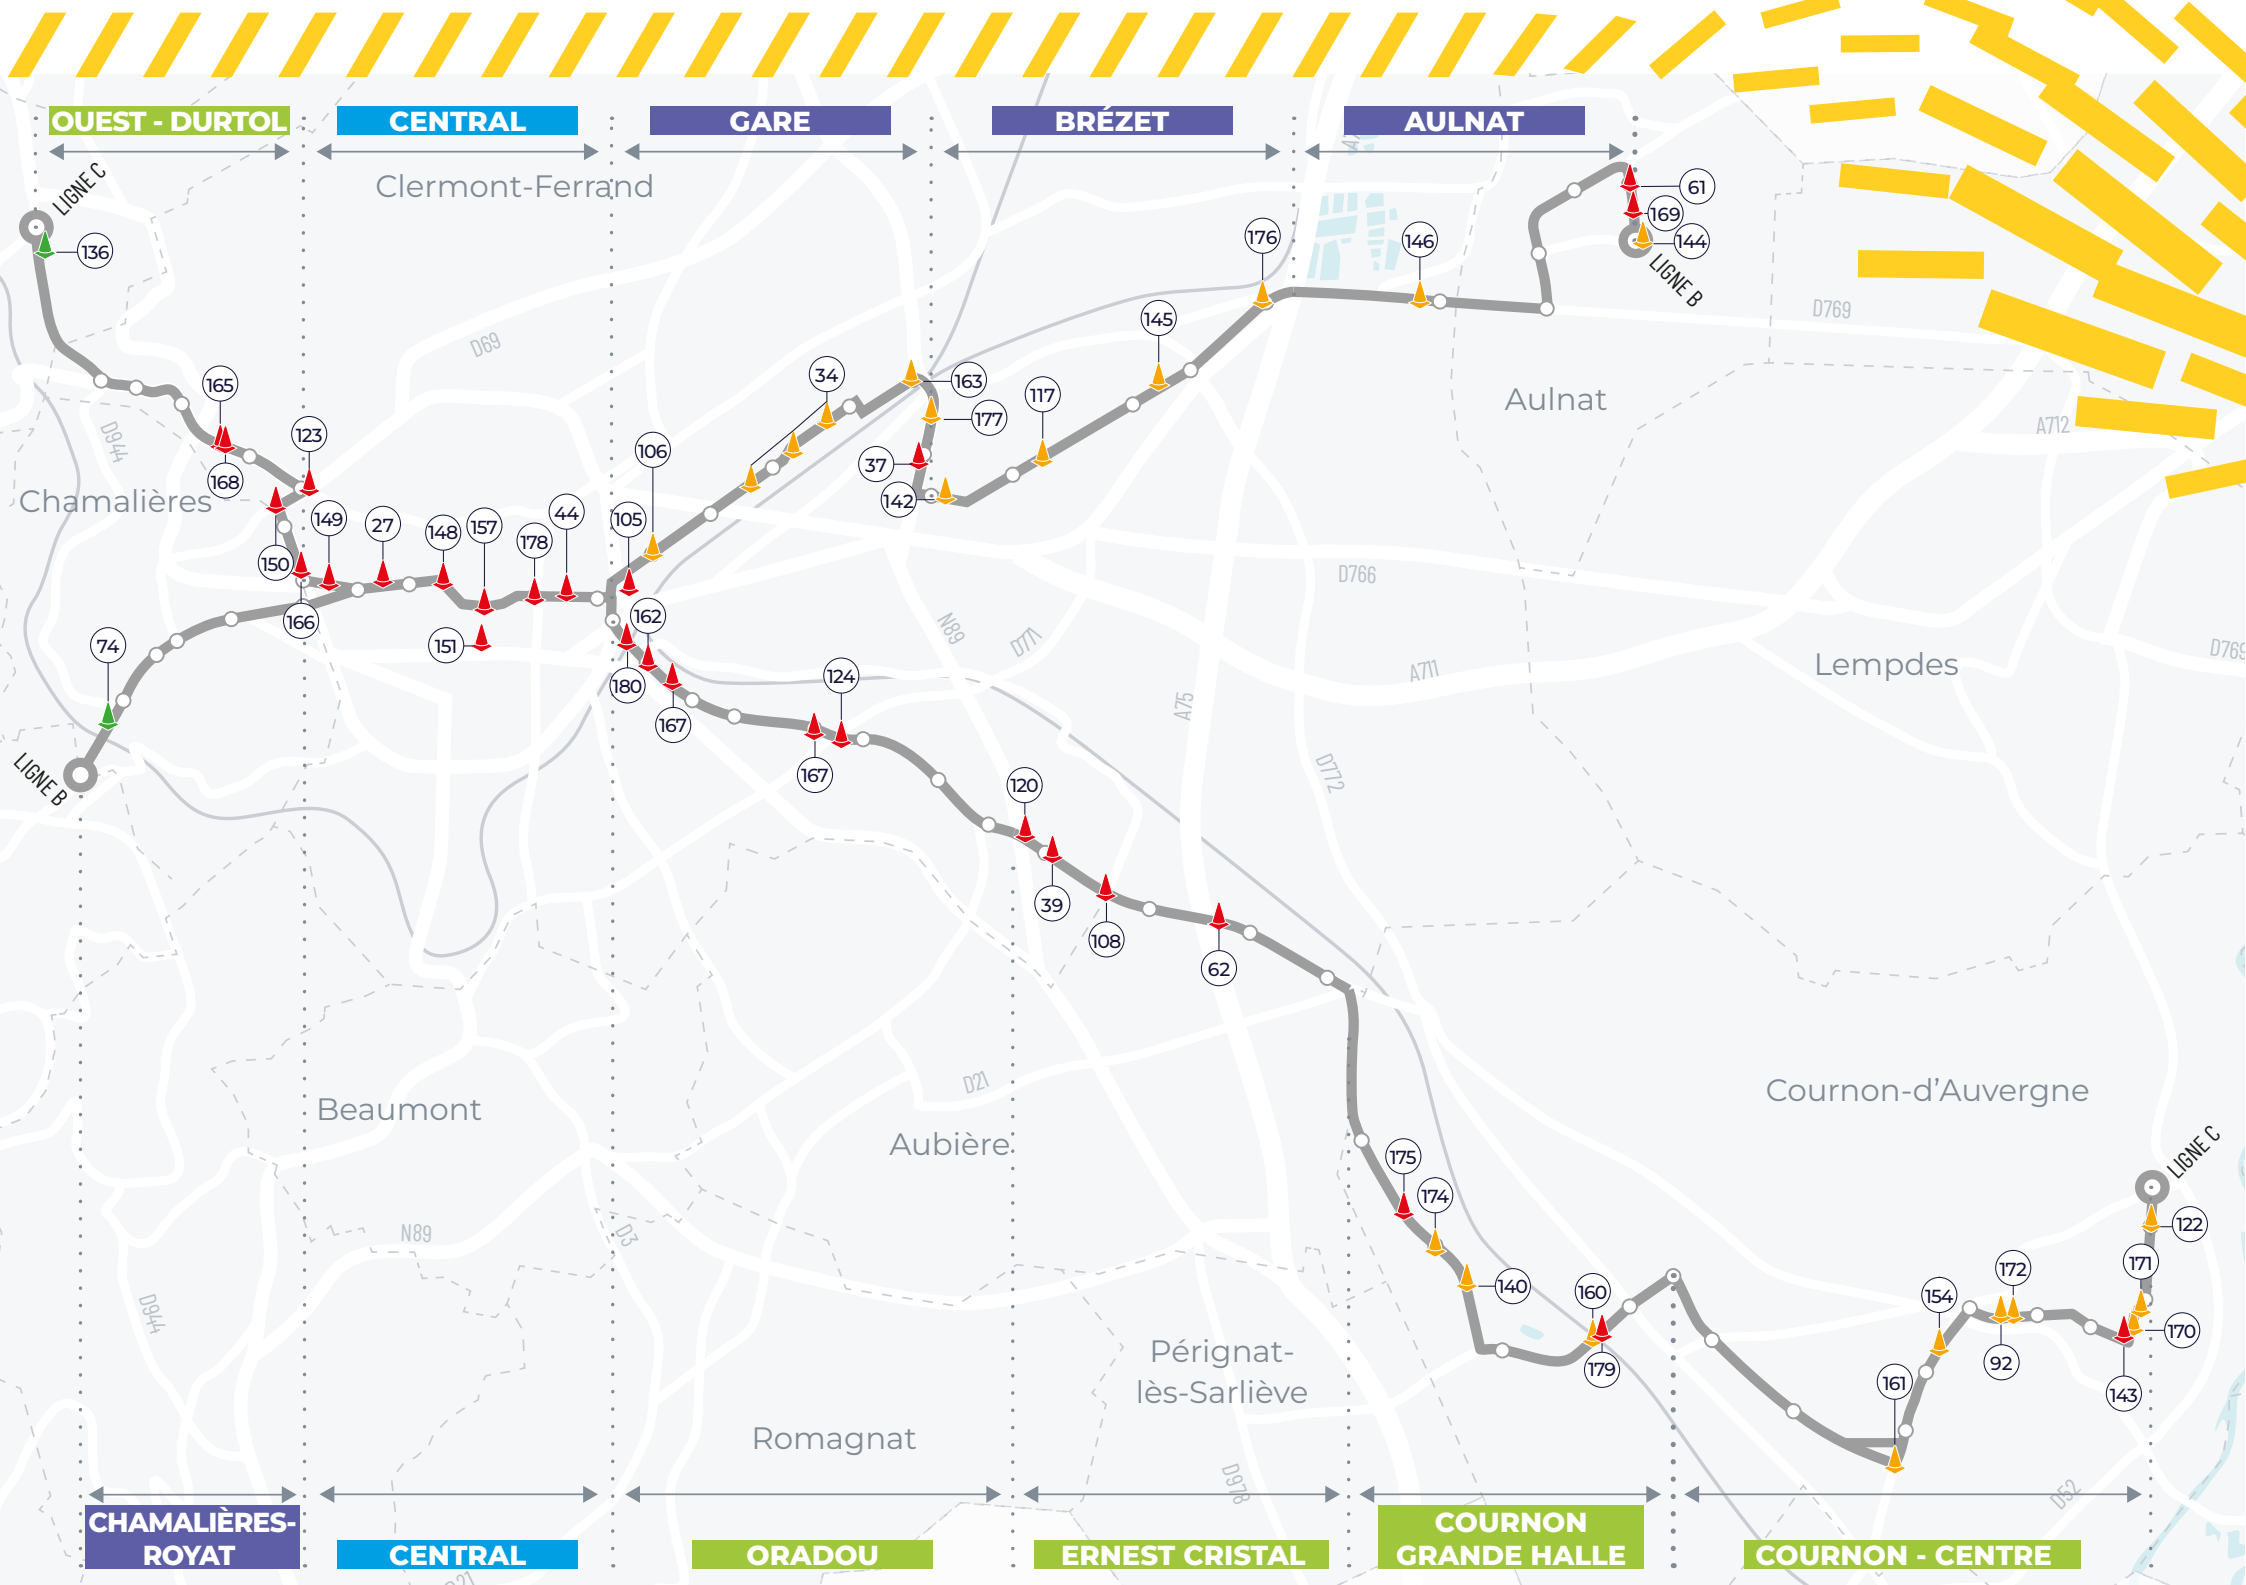 OUEST - DURTOL
CENTRAL
GARE
BRÉZET
AULNAT
LIGNE C
Clermont-Ferrand
61
169
144
LIGNE B
136
176
146
D769
145
D69
34
163
165
117
177
Aulnat
A712
D944
123
106
37
168
142
Chamalières
149
27
148
157
178
44
105
150
D766
166
162
N89
D771
151
74
D769
Lempdes
A711
180
124
167
A75
LIGNE B
167
D772
120
39
108
62
D21
Cournon-d'Auvergne
Beaumont
Aubière
LIGNE C
175
174
122
N89
D3
171
172
140
160
154
D944
170
Pérignat-
lès-Sarliève
179
92
161
143
Romagnat
D978
D52
CHAMALIÈRES-
ROYAT
CENTRAL
ORADOU
ERNEST CRISTAL
COURNON
GRANDE HALLE
COURNON - CENTRE
D21